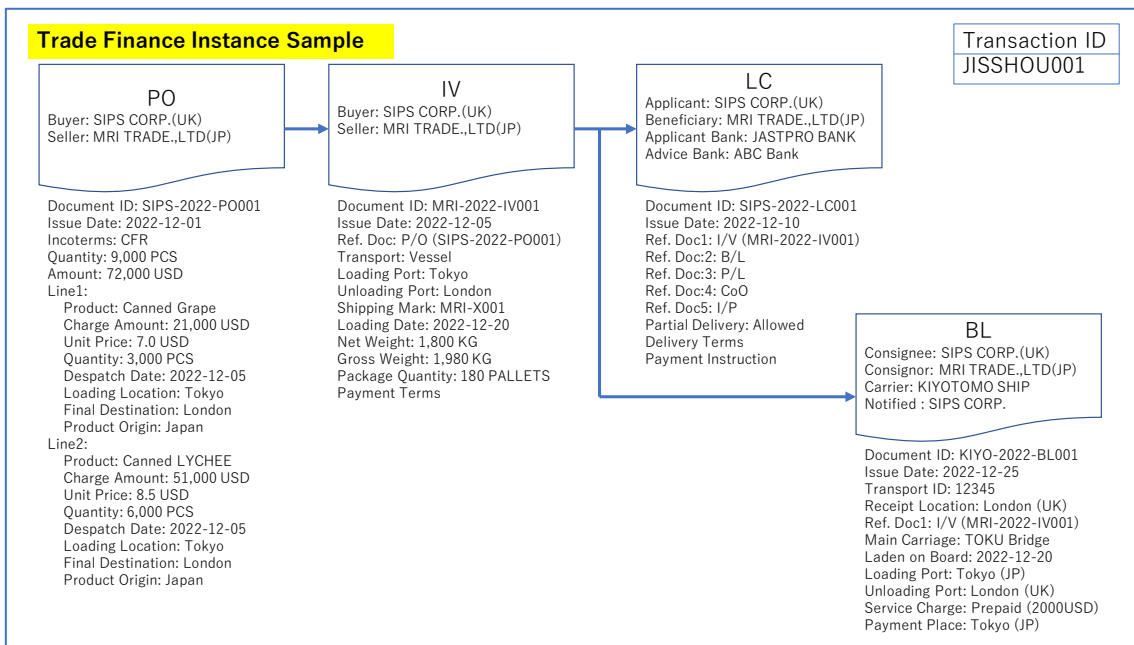 Trade Finance Instance Sample
Transaction ID
JISSHOU001
PO
Buyer: SIPS CORP.(UK)
Seller: MRI TRADE.,LTD(JP)
Document ID: SIPS-2022-PO001
Issue Date: 2022-12-01
Incoterms: CFR
Quantity: 9,000 PCS
Amount: 72,000 USD
Line1:
Product: Canned Grape
Charge Amount: 21,000 USD
Unit Price: 7.0 USD
Quantity: 3,000 PCS
Despatch Date: 2022-12-05
Loading Location: Tokyo
Final Destination: London
Product Origin: Japan
Line2:
Product: Canned LYCHEE
Charge Amount: 51,000 USD
Unit Price: 8.5 USD
Quantity: 6,000 PCS
Despatch Date: 2022-12-05
Loading Location: Tokyo
Final Destination: London
Product Origin: Japan
IV
Buyer: SIPS CORP.(UK)
Seller: MRI TRADE.,LTD(JP)
Document ID: MRI-2022-IV001
Issue Date: 2022-12-05
Ref. Doc: P/O (SIPS-2022-PO001)
Transport: Vessel
Loading Port: Tokyo
Unloading Port: London
Shipping Mark: MRI-X001
Loading Date: 2022-12-20
Net Weight: 1,800 KG
Gross Weight: 1,980 KG
Package Quantity: 180 PALLETS
Payment Terms
LC
Applicant: SIPS CORP.(UK)
Beneficiary: MRI TRADE.,LTD(JP)
Applicant Bank: JASTPRO BANK
Advice Bank: ABC Bank
Document ID: SIPS-2022-LC001
Issue Date: 2022-12-10
Ref. Doc1: I/V (MRI-2022-IV001)
Ref. Doc:2: B/L
Ref. Doc:3: P/L
Ref. Doc:4: CoO
Ref. Doc5: I/P
Partial Delivery: Allowed
Delivery Terms
Payment Instruction
BL
Consignee: SIPS CORP.(UK)
Consignor: MRI TRADE.,LTD(JP)
Carrier: KIYOTOMO SHIP
Notified : SIPS CORP.
Document ID: KIYO-2022-BL001
Issue Date: 2022-12-25
Transport ID: 12345
Receipt Location: London (UK)
Ref. Doc1: I/V (MRI-2022-IV001)
Main Carriage: TOKU Bridge
Laden on Board: 2022-12-20
Loading Port: Tokyo (JP)
Unloading Port: London (UK)
Service Charge: Prepaid (2000USD)
Payment Place: Tokyo (JP)